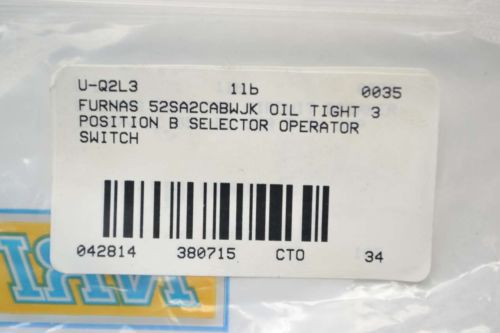 U-Q2L3 1lb 0035
FURNAS 52SA2CABWJK OIL TIGHT 3
POSITION B SELECTOR OPERATOR
SWITCH
042814 380715 CTO 34